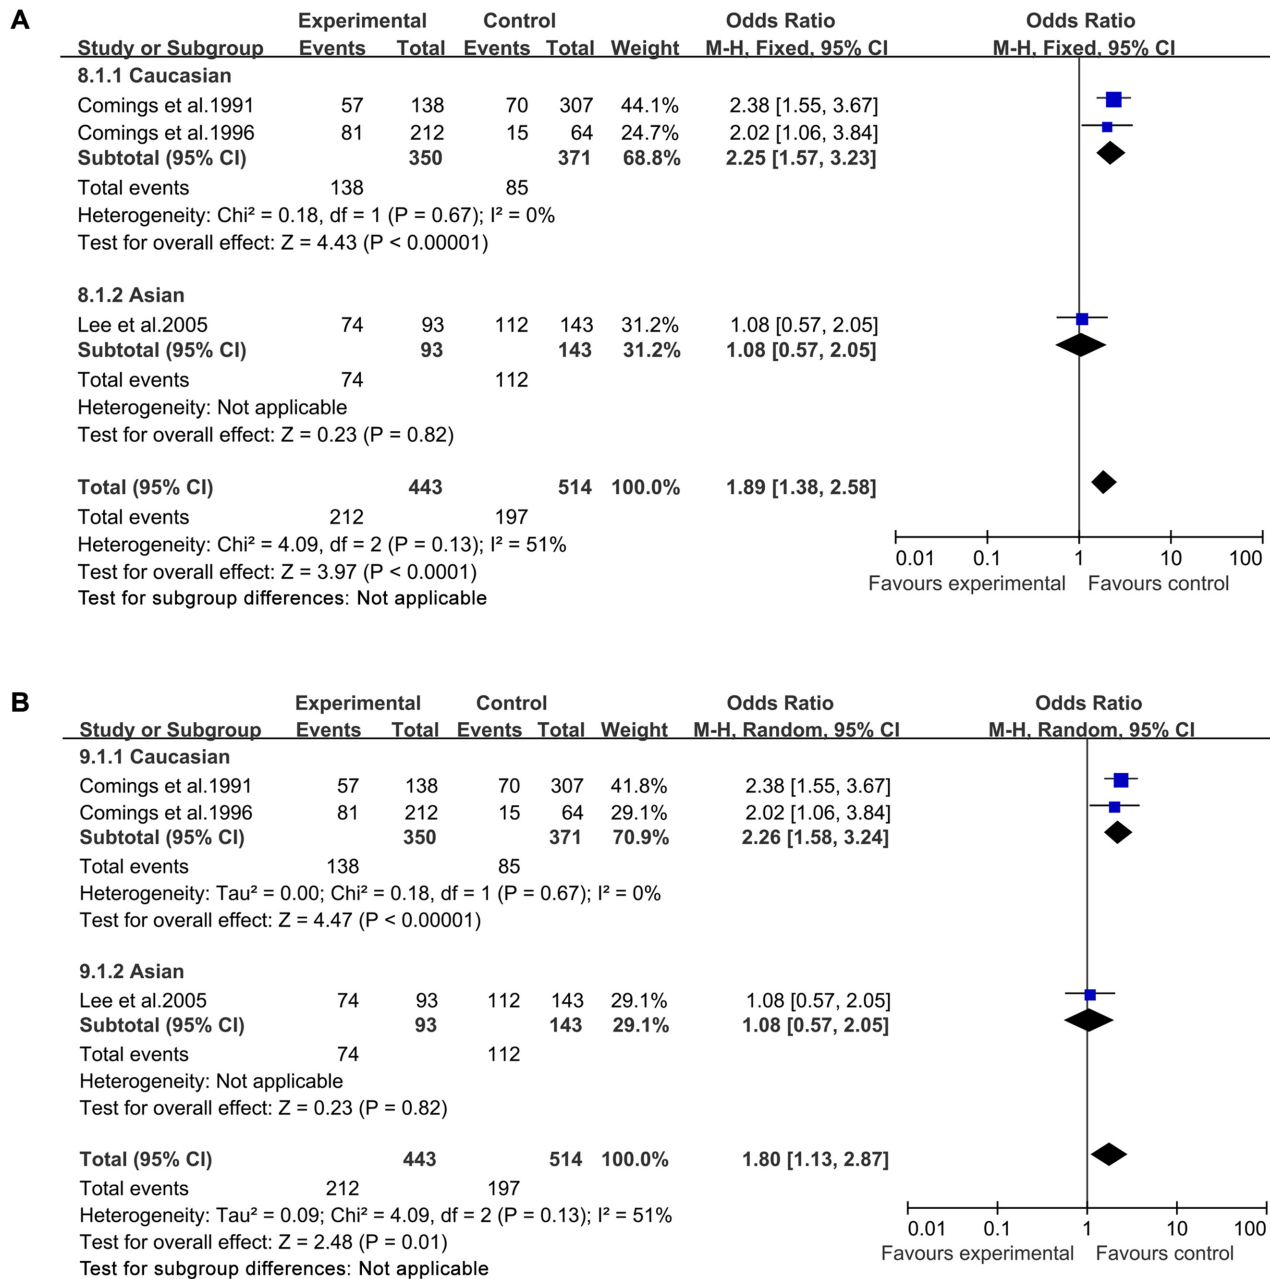 A
Experimental Control Odds Ratio Odds Ratio
Study or Subgroup Events Total Events Total Weight M-H, Fixed, 95% CI M-H, Fixed, 95% CI
8.1.1 Caucasian
Comings et al.1991 57 138 70 307 44.1% 2.38 [1.55, 3.67]
Comings et al.1996 81 212 15 64 24.7% 2.02 [1.06, 3.84]
Subtotal (95% CI) 350 371 68.8% 2.25 [1.57, 3.23]
Total events 138 85
Heterogeneity: Chi² = 0.18, df = 1 (P = 0.67); I² = 0%
Test for overall effect: Z = 4.43 (P < 0.00001)
8.1.2 Asian
Lee et al.2005 74 93 112 143 31.2% 1.08 [0.57, 2.05]
Subtotal (95% CI) 93 143 31.2% 1.08 [0.57, 2.05]
Total events 74 112
Heterogeneity: Not applicable
Test for overall effect: Z = 0.23 (P = 0.82)
Total (95% CI) 443 514 100.0% 1.89 [1.38, 2.58]
Total events 212 197
Heterogeneity: Chi² = 4.09, df = 2 (P = 0.13); I² = 51%
Test for overall effect: Z = 3.97 (P < 0.0001)
Test for subgroup differences: Not applicable
0.01 0.1 1 10 100
Favours experimental Favours control
B
Experimental Control Odds Ratio Odds Ratio
Study or Subgroup Events Total Events Total Weight M-H, Random, 95% CI M-H, Random, 95% CI
9.1.1 Caucasian
Comings et al.1991 57 138 70 307 41.8% 2.38 [1.55, 3.67]
Comings et al.1996 81 212 15 64 29.1% 2.02 [1.06, 3.84]
Subtotal (95% CI) 350 371 70.9% 2.26 [1.58, 3.24]
Total events 138 85
Heterogeneity: Tau² = 0.00; Chi² = 0.18, df = 1 (P = 0.67); I² = 0%
Test for overall effect: Z = 4.47 (P < 0.00001)
9.1.2 Asian
Lee et al.2005 74 93 112 143 29.1% 1.08 [0.57, 2.05]
Subtotal (95% CI) 93 143 29.1% 1.08 [0.57, 2.05]
Total events 74 112
Heterogeneity: Not applicable
Test for overall effect: Z = 0.23 (P = 0.82)
Total (95% CI) 443 514 100.0% 1.80 [1.13, 2.87]
Total events 212 197
Heterogeneity: Tau² = 0.09; Chi² = 4.09, df = 2 (P = 0.13); I² = 51%
Test for overall effect: Z = 2.48 (P = 0.01)
Test for subgroup differences: Not applicable
0.01 0.1 1 10 100
Favours experimental Favours control